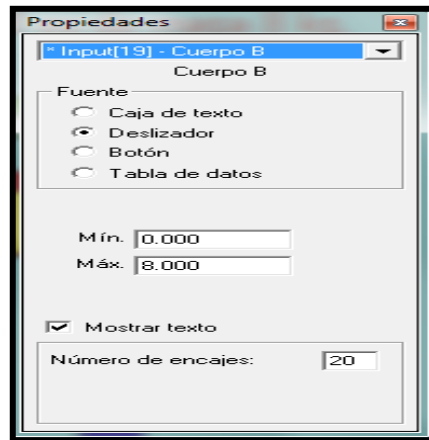 Propiedades
* Input[19] - Cuerpo B
Cuerpo B
Fuente
Caja de texto
Deslizador
Botón
Tabla de datos
Mín. 0.000
Máx. 8.000
Mostrar texto
Número de encajes: 20